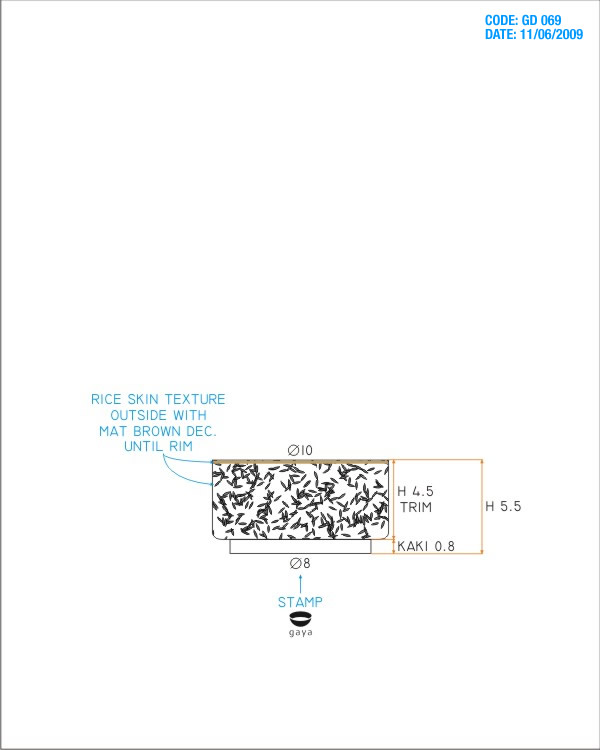 CODE: GD 069
DATE: 11/06/2009
RICE SKIN TEXTURE
OUTSIDE WITH
MAT BROWN DEC.
UNTIL RIM
∅10
H 4.5
TRIM
H 5.5
KAKI 0.8
∅8
STAMP
gaya